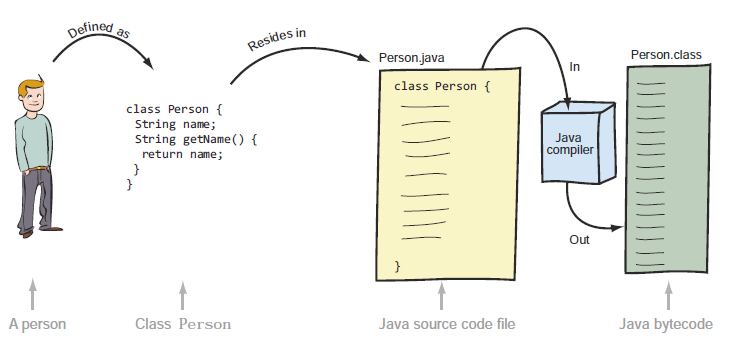 Defined as
class Person {
String name;
String getName() {
return name;
}
}
Resides in
Person.java
class Person {
}
In
Java
compiler
Out
Person.class
A person
Class Person
Java source code file
Java bytecode